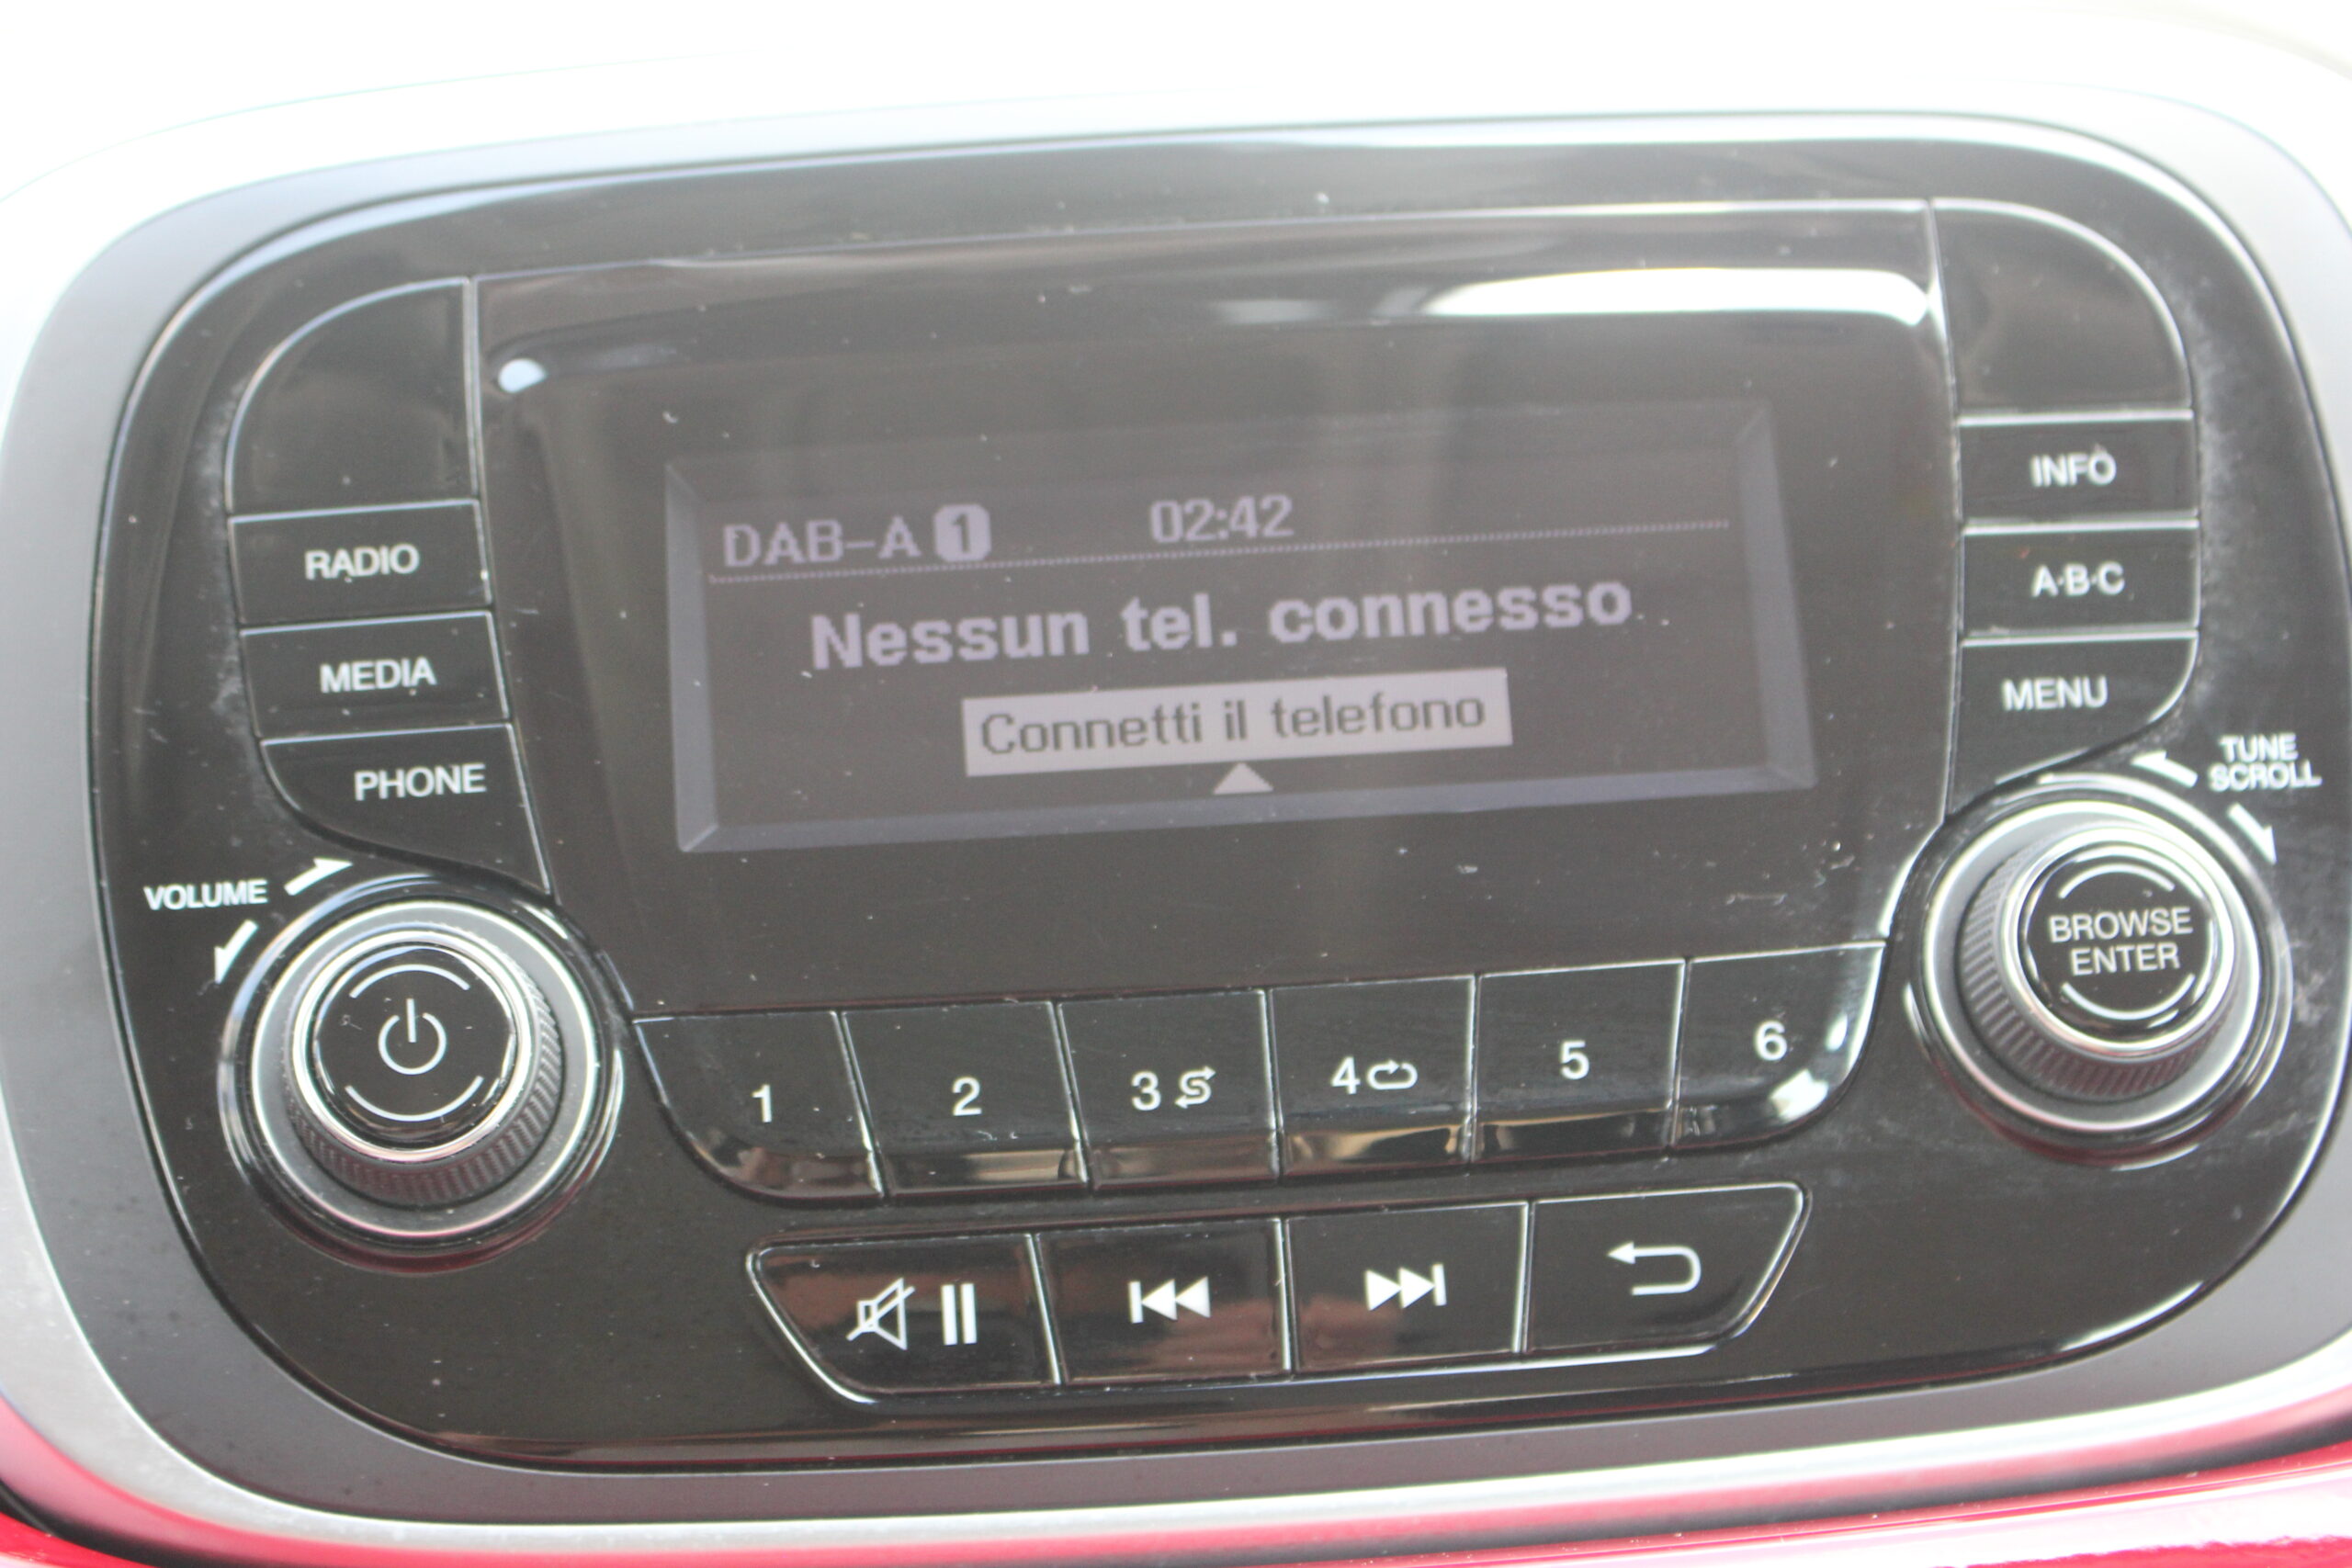 DAB-A 1 02:42
Nessun tel. connesso
Connetti il telefono
RADIO
MEDIA
PHONE
VOLUME
INFO
A·B·C
MENU
TUNE
SCROLL
BROWSE
ENTER
1 2 3 4 5 6